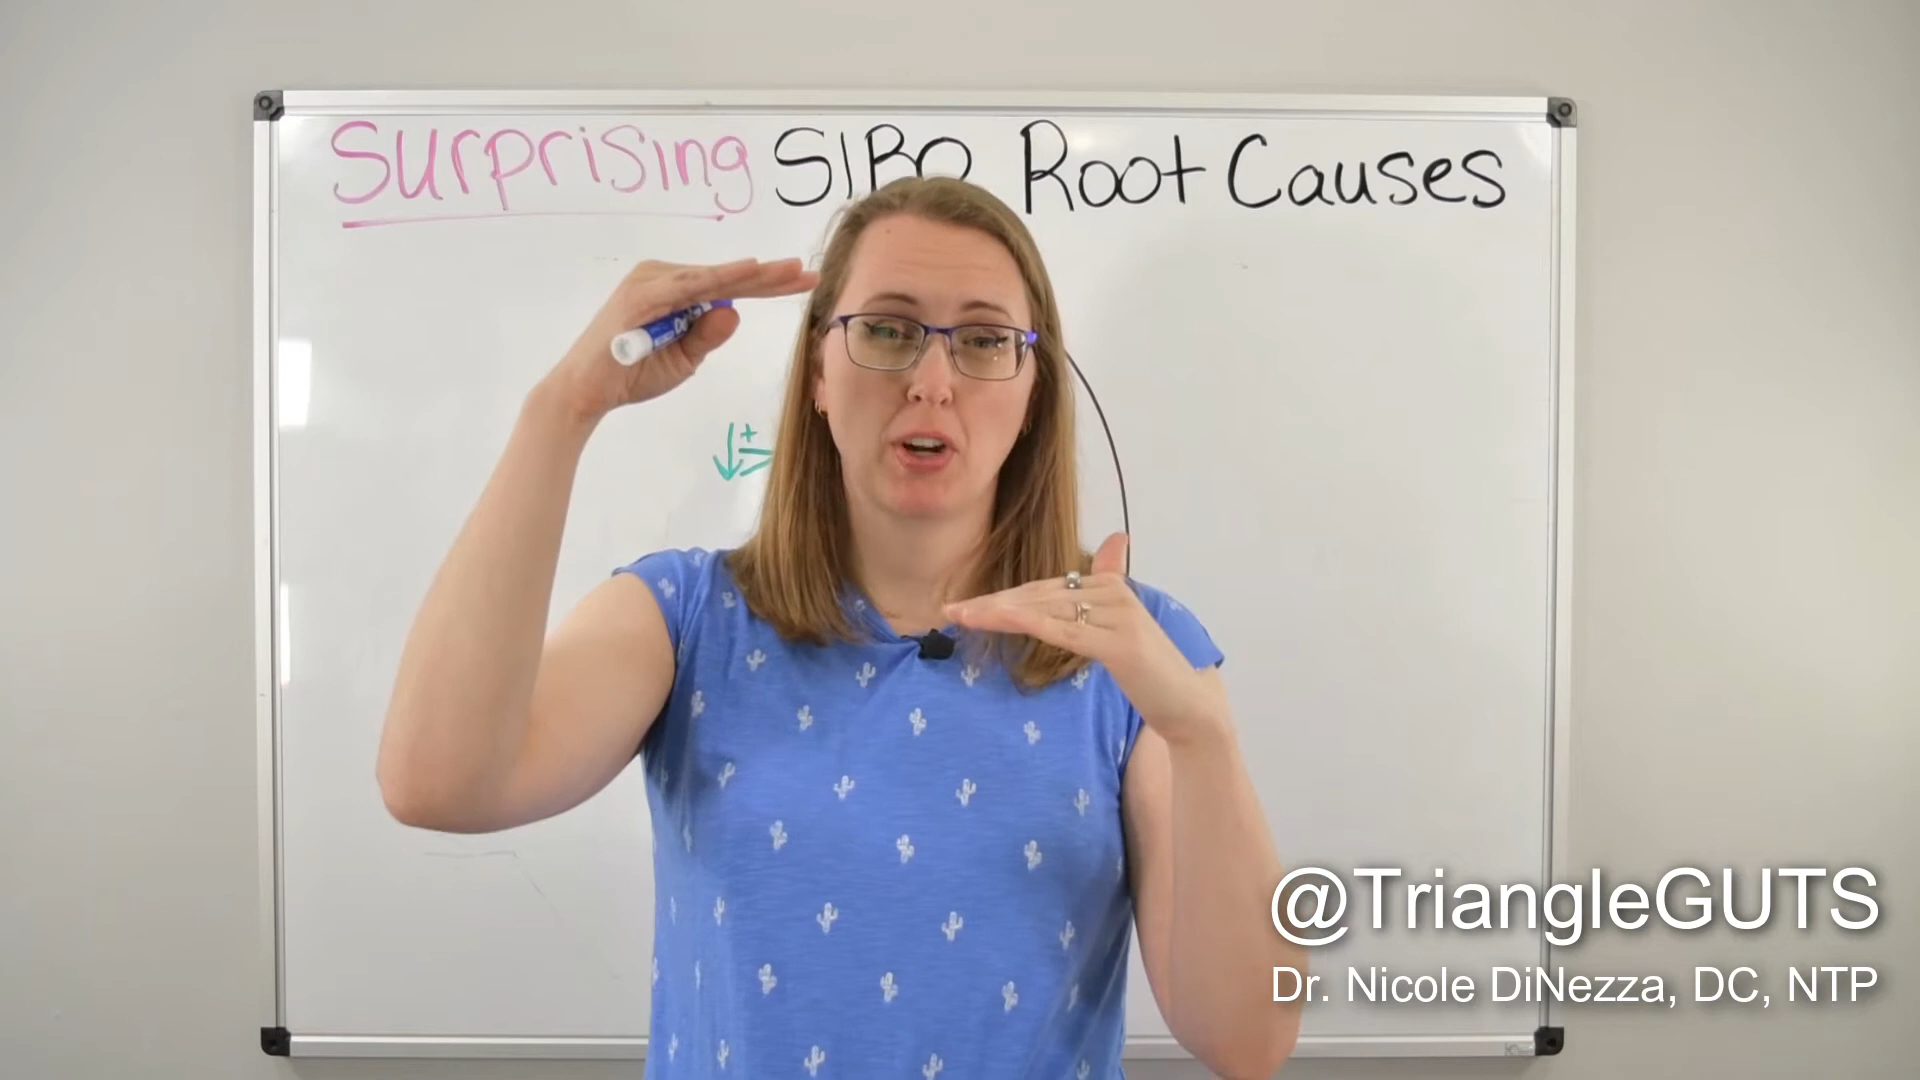 Surprising SIBO Root Causes
@TriangleGUTS
Dr. Nicole DiNezza, DC, NTP